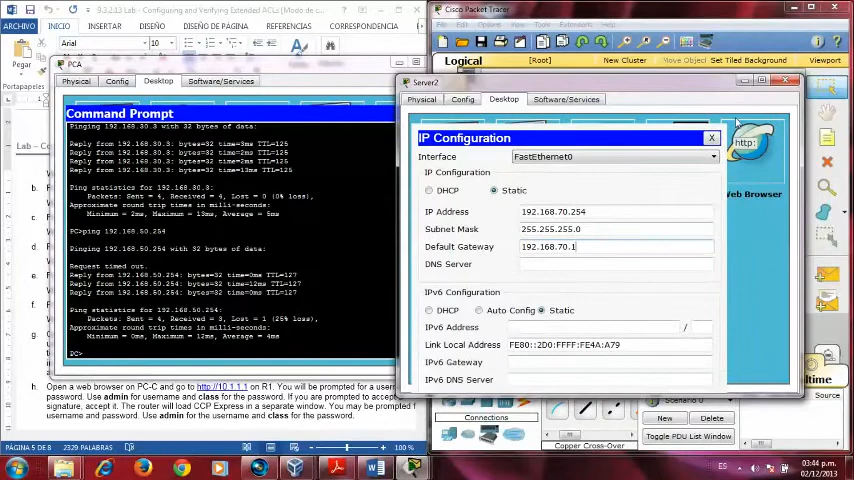 9.3.2.13 Lab - Configuring and Verifying Extended ACLs [Modo de c
ARCHIVO INICIO INSERTAR DISEÑO DISEÑO DE PÁGINA REFERENCIAS CORRESPONDENCIA
Arial 10
Pegar
Portapapeles
Lab – C
b.
e.
f.
g.
h. Open a web browser on PC-C and go to http://10.1.1.1 on R1. You will be prompted for a userna
password. Use admin for username and class for the password. If you are prompted to accept
signature, accept it. The router will load CCP Express in a separate window. You may be prompted f
username and password. Use admin for the username and class for the password.
PÁGINA 5 DE 8 2329 PALABRAS 100 %
PCA
Physical Config Desktop Software/Services
Command Prompt
Pinging 192.168.30.3 with 32 bytes of data:
Reply from 192.168.30.3: bytes=32 time=3ms TTL=125
Reply from 192.168.30.3: bytes=32 time=2ms TTL=125
Reply from 192.168.30.3: bytes=32 time=2ms TTL=125
Reply from 192.168.30.3: bytes=32 time=13ms TTL=125
Ping statistics for 192.168.30.3:
Packets: Sent = 4, Received = 4, Lost = 0 (0% loss),
Approximate round trip times in milli-seconds:
Minimum = 2ms, Maximum = 13ms, Average = 5ms
PC>ping 192.168.50.254
Pinging 192.168.50.254 with 32 bytes of data:
Request timed out.
Reply from 192.168.50.254: bytes=32 time=0ms TTL=127
Reply from 192.168.50.254: bytes=32 time=12ms TTL=127
Reply from 192.168.50.254: bytes=32 time=0ms TTL=127
Ping statistics for 192.168.50.254:
Packets: Sent = 4, Received = 3, Lost = 1 (25% loss),
Approximate round trip times in milli-seconds:
Minimum = 0ms, Maximum = 12ms, Average = 4ms
PC>
Cisco Packet Tracer
Logical [Root] New Cluster Set Tiled Background
Server2
Physical Config Desktop Software/Services
IP Configuration X
Interface FastEthernet0
IP Configuration
DHCP Static
IP Address 192.168.70.254
Subnet Mask 255.255.255.0
Default Gateway 192.168.70.1
DNS Server
IPv6 Configuration
DHCP Auto Config Static
IPv6 Address /
Link Local Address FE80::2D0:FFFF:FE4A:A79
IPv6 Gateway
IPv6 DNS Server
http:
Web Browser
ltime
Connections
Copper Cross-Over
Scenario 0
New Delete
Toggle PDU List Window
Source
ES
03:44 p.m.
02/12/2013